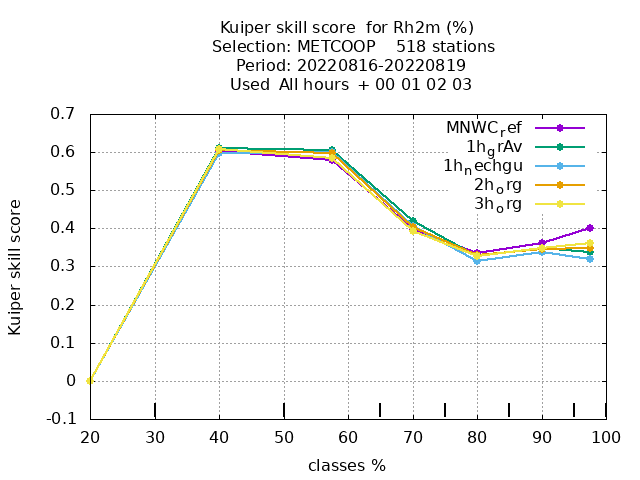 Kuiper skill score  for Rh2m (%)
Selection: METCOOP    518 stations
Period: 20220816-20220819
Used  All hours  + 00 01 02 03
MNWC_ref
1h_grAv
1h_nechgu
2h_org
3h_org
Kuiper skill score
0.7
0.6
0.5
0.4
0.3
0.2
0.1
0
-0.1
20 30 40 50 60 70 80 90 100
classes %